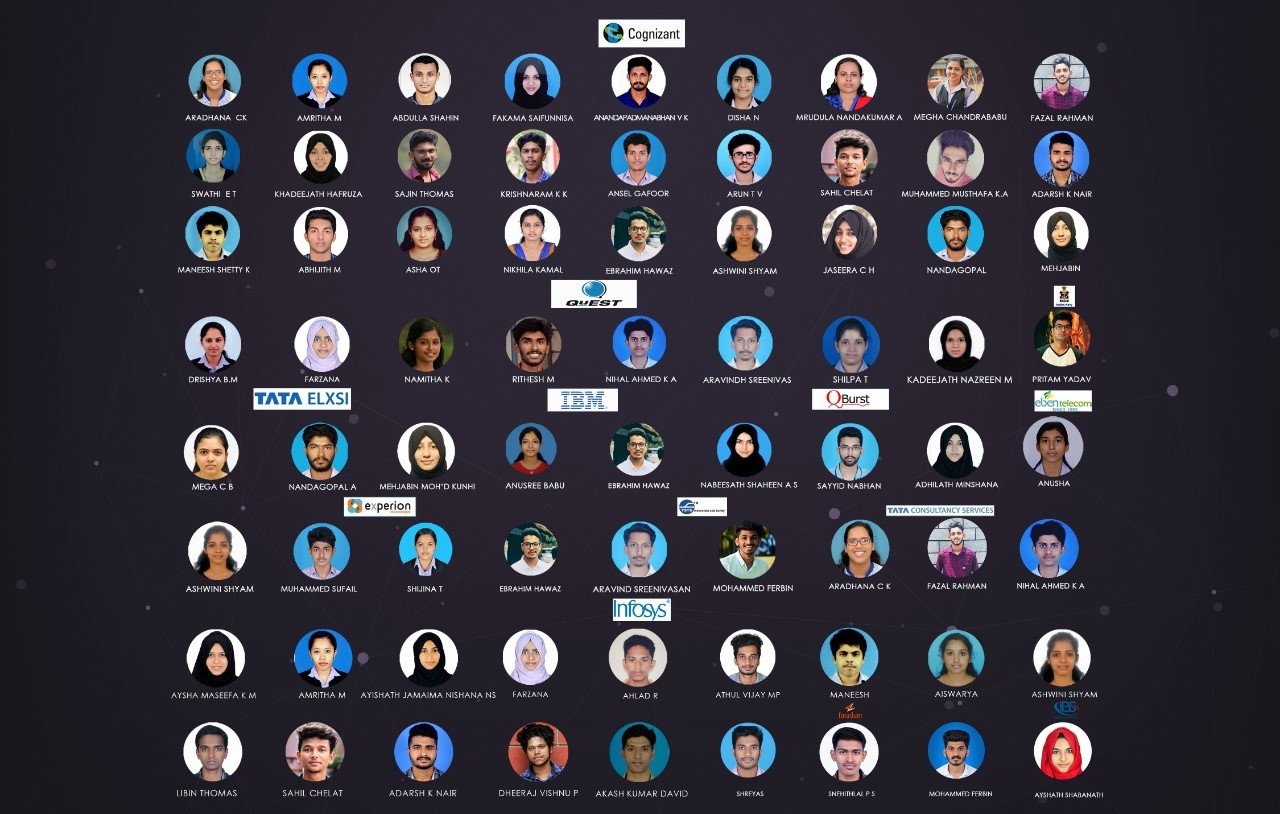 Cognizant
ARADHANA CK AMRITHA M ABDULLA SHAHIN FAKAMA SAIFUNNISA ANANDAPADMANABHAN V K DISHA N MRUDULA NANDAKUMAR A MEGHA CHANDRABABU FAZAL RAHMAN
SWATHI E T KHADEEJATH HAFRUZA SAJIN THOMAS KRISHNARAM K K ANSEL GAFOOR ARUN T V SAHIL CHELAT MUHAMMED MUSTHAFA K.A ADARSH K NAIR
MANEESH SHETTY K ABHIJITH M ASHA OT NIKHILA KAMAL EBRAHIM HAWAZ ASHWINI SHYAM JASEERA C H NANDAGOPAL MEHJABIN
QuEST
DRISHYA B.M FARZANA NAMITHA K RITHESH M NIHAL AHMED K A ARAVINDH SREENIVAS SHILPA T KADEEJATH NAZREEN M PRITAM YADAV
TATA ELXSI IBM QBurst ebentelecom
MEGA C B NANDAGOPAL A MEHJABIN MOH'D KUNHI ANUSREE BABU EBRAHIM HAWAZ NABEESATH SHAHEEN A S SAYYID NABHAN ADHILATH MINSHANA ANUSHA
experion TATA CONSULTANCY SERVICES
ASHWINI SHYAM MUHAMMED SUFAIL SHIJINA T EBRAHIM HAWAZ ARAVIND SREENIVASAN MOHAMMED FERBIN ARADHANA C K FAZAL RAHMAN NIHAL AHMED K A
Infosys
AYSHA MASEEFA K M AMRITHA M AYISHATH JAMAIMA NISHANA NS FARZANA AHLAD R ATHUL VIJAY MP MANEESH AISWARYA ASHWINI SHYAM
IBS
LIBIN THOMAS SAHIL CHELAT ADARSH K NAIR DHEERAJ VISHNU P AKASH KUMAR DAVID SHREYAS SNEHITHLAL P S MOHAMMED FERBIN AYSHATH SHABANATH